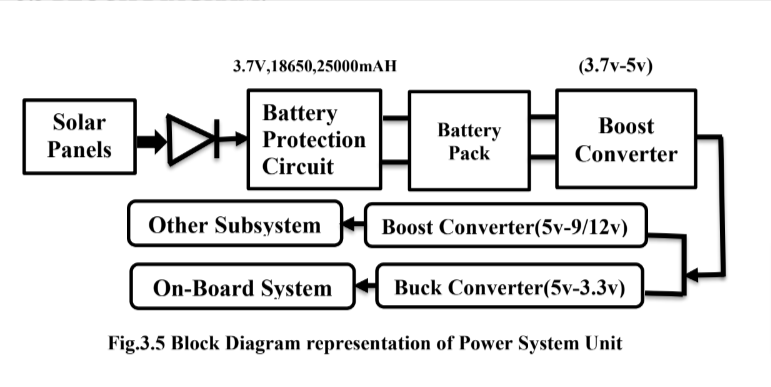 3.7V,18650,25000mAH
(3.7v-5v)
Solar
Panels
Battery
Protection
Circuit
Battery
Pack
Boost
Converter
Other Subsystem
Boost Converter(5v-9/12v)
On-Board System
Buck Converter(5v-3.3v)
Fig.3.5 Block Diagram representation of Power System Unit